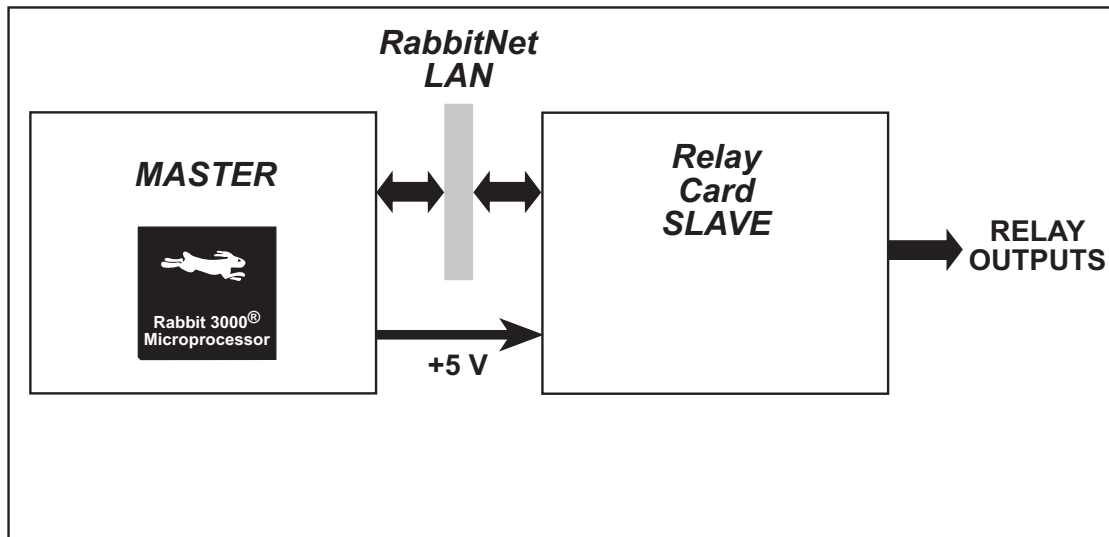 RabbitNet
LAN
MASTER
Relay
Card
SLAVE
RELAY
OUTPUTS
Rabbit 3000®
Microprocessor
+5 V